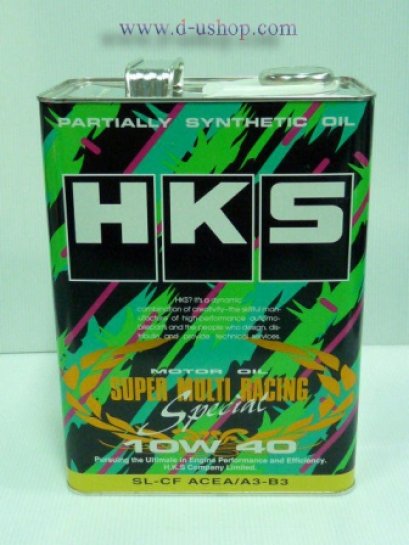 www.d-ushop.com
PARTIALLY SYNTHETIC OIL
HKS
HKS? It's a dynamic
combination of creativity-the skillful man-
ufacture of high-performance automo-
bile parts and the people who design, dis-
tribute and provide technical services.
MOTOR OIL
SUPER MULTI RACING
Special
10W-40
Pursuing the Ultimate in Engine Performance and Efficiency.
H.K.S Company Limited.
SL-CF ACEA/A3-B3